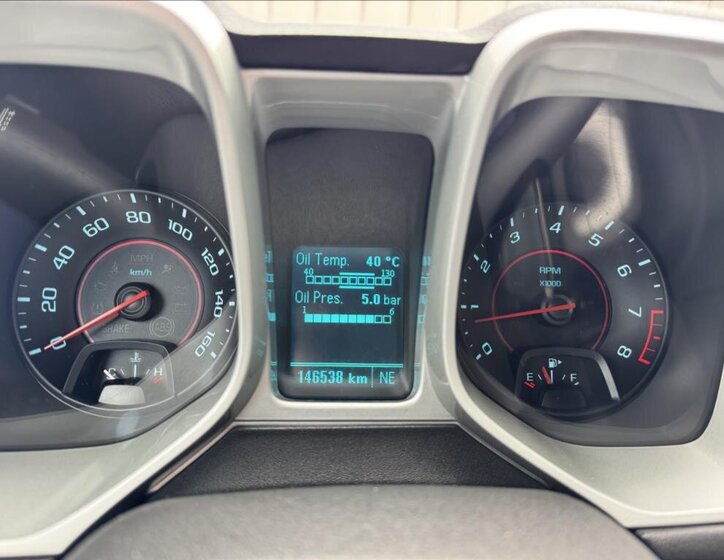 0
20
40
60
80
100
120
140
160
MPH
km/h
BRAKE
ABS
C H
Oil Temp. 40 °C
40 130
Oil Pres. 5.0 bar
1 6
146538 km NE
0
1
2
3
4
5
6
7
8
RPM
X1000
E F